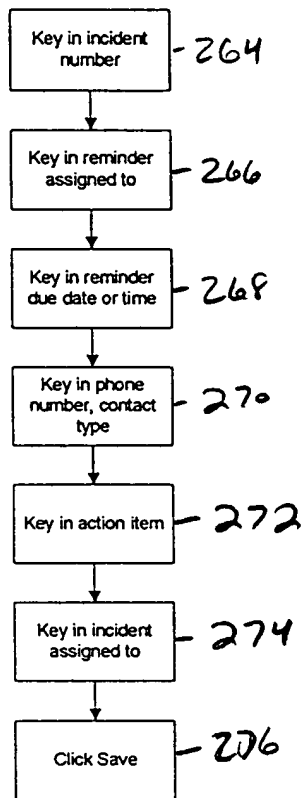 Key in incident
number
264
Key in reminder
assigned to
266
Key in reminder
due date or time
268
Key in phone
number, contact
type
270
Key in action item
272
Key in incident
assigned to
274
Click Save
276